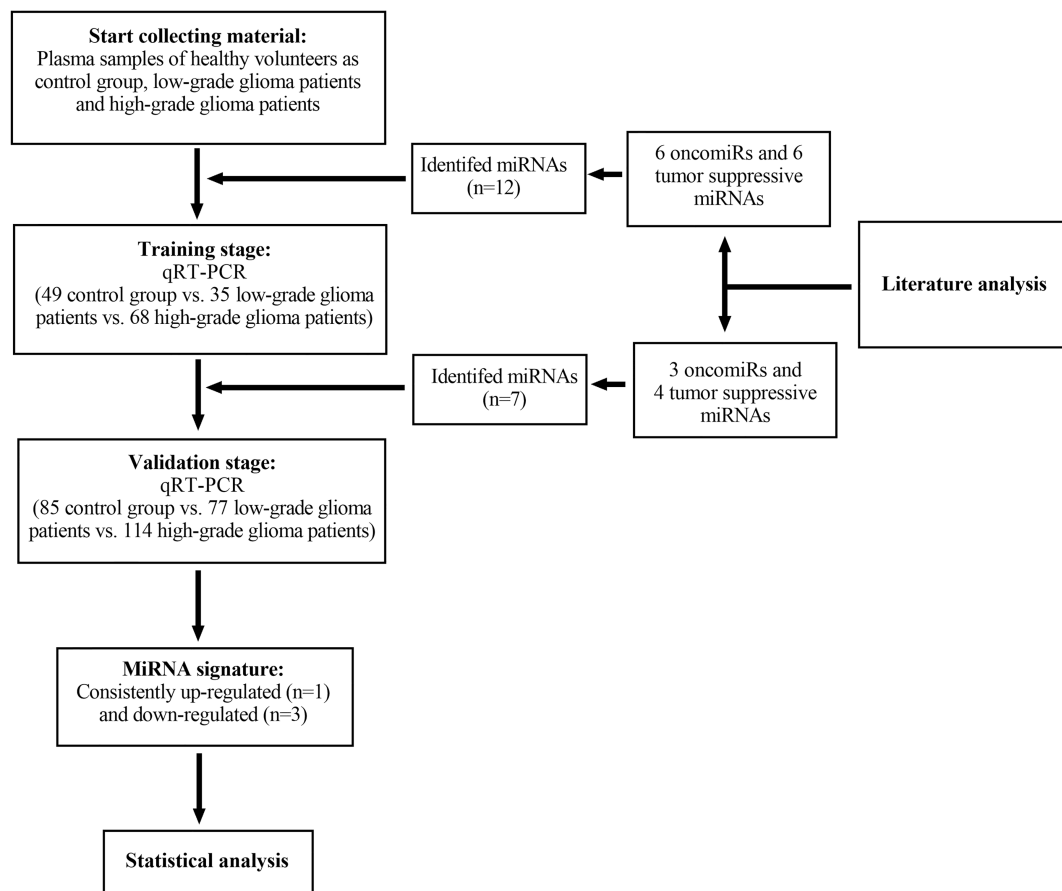 Start collecting material:
Plasma samples of healthy volunteers as
control group, low-grade glioma patients
and high-grade glioma patients
Identifed miRNAs
(n=12)
6 oncomiRs and 6
tumor suppressive
miRNAs
Training stage:
qRT-PCR
(49 control group vs. 35 low-grade glioma
patients vs. 68 high-grade glioma patients)
Literature analysis
Identifed miRNAs
(n=7)
3 oncomiRs and
4 tumor suppressive
miRNAs
Validation stage:
qRT-PCR
(85 control group vs. 77 low-grade glioma
patients vs. 114 high-grade glioma patients)
MiRNA signature:
Consistently up-regulated (n=1)
and down-regulated (n=3)
Statistical analysis